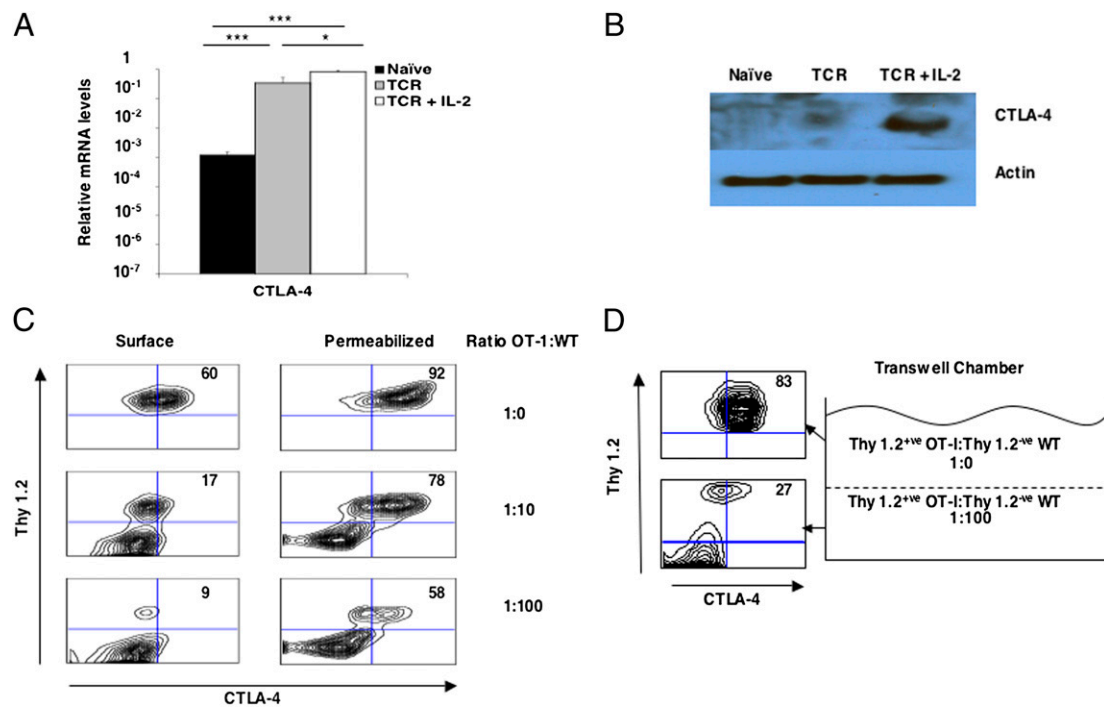 A
***
***
*
Relative mRNA levels
1
10-1
10-2
10-3
10-4
10-5
10-6
10-7
Naïve
TCR
TCR + IL-2
CTLA-4
B
Naïve TCR TCR + IL-2
CTLA-4
Actin
C
Surface Permeabilized Ratio OT-1:WT
60 92
1:0
17 78
1:10
9 58
1:100
Thy 1.2
CTLA-4
D
83
27
Thy 1.2
CTLA-4
Transwell Chamber
Thy 1.2+ve OT-I:Thy 1.2-ve WT
1:0
Thy 1.2+ve OT-I:Thy 1.2-ve WT
1:100